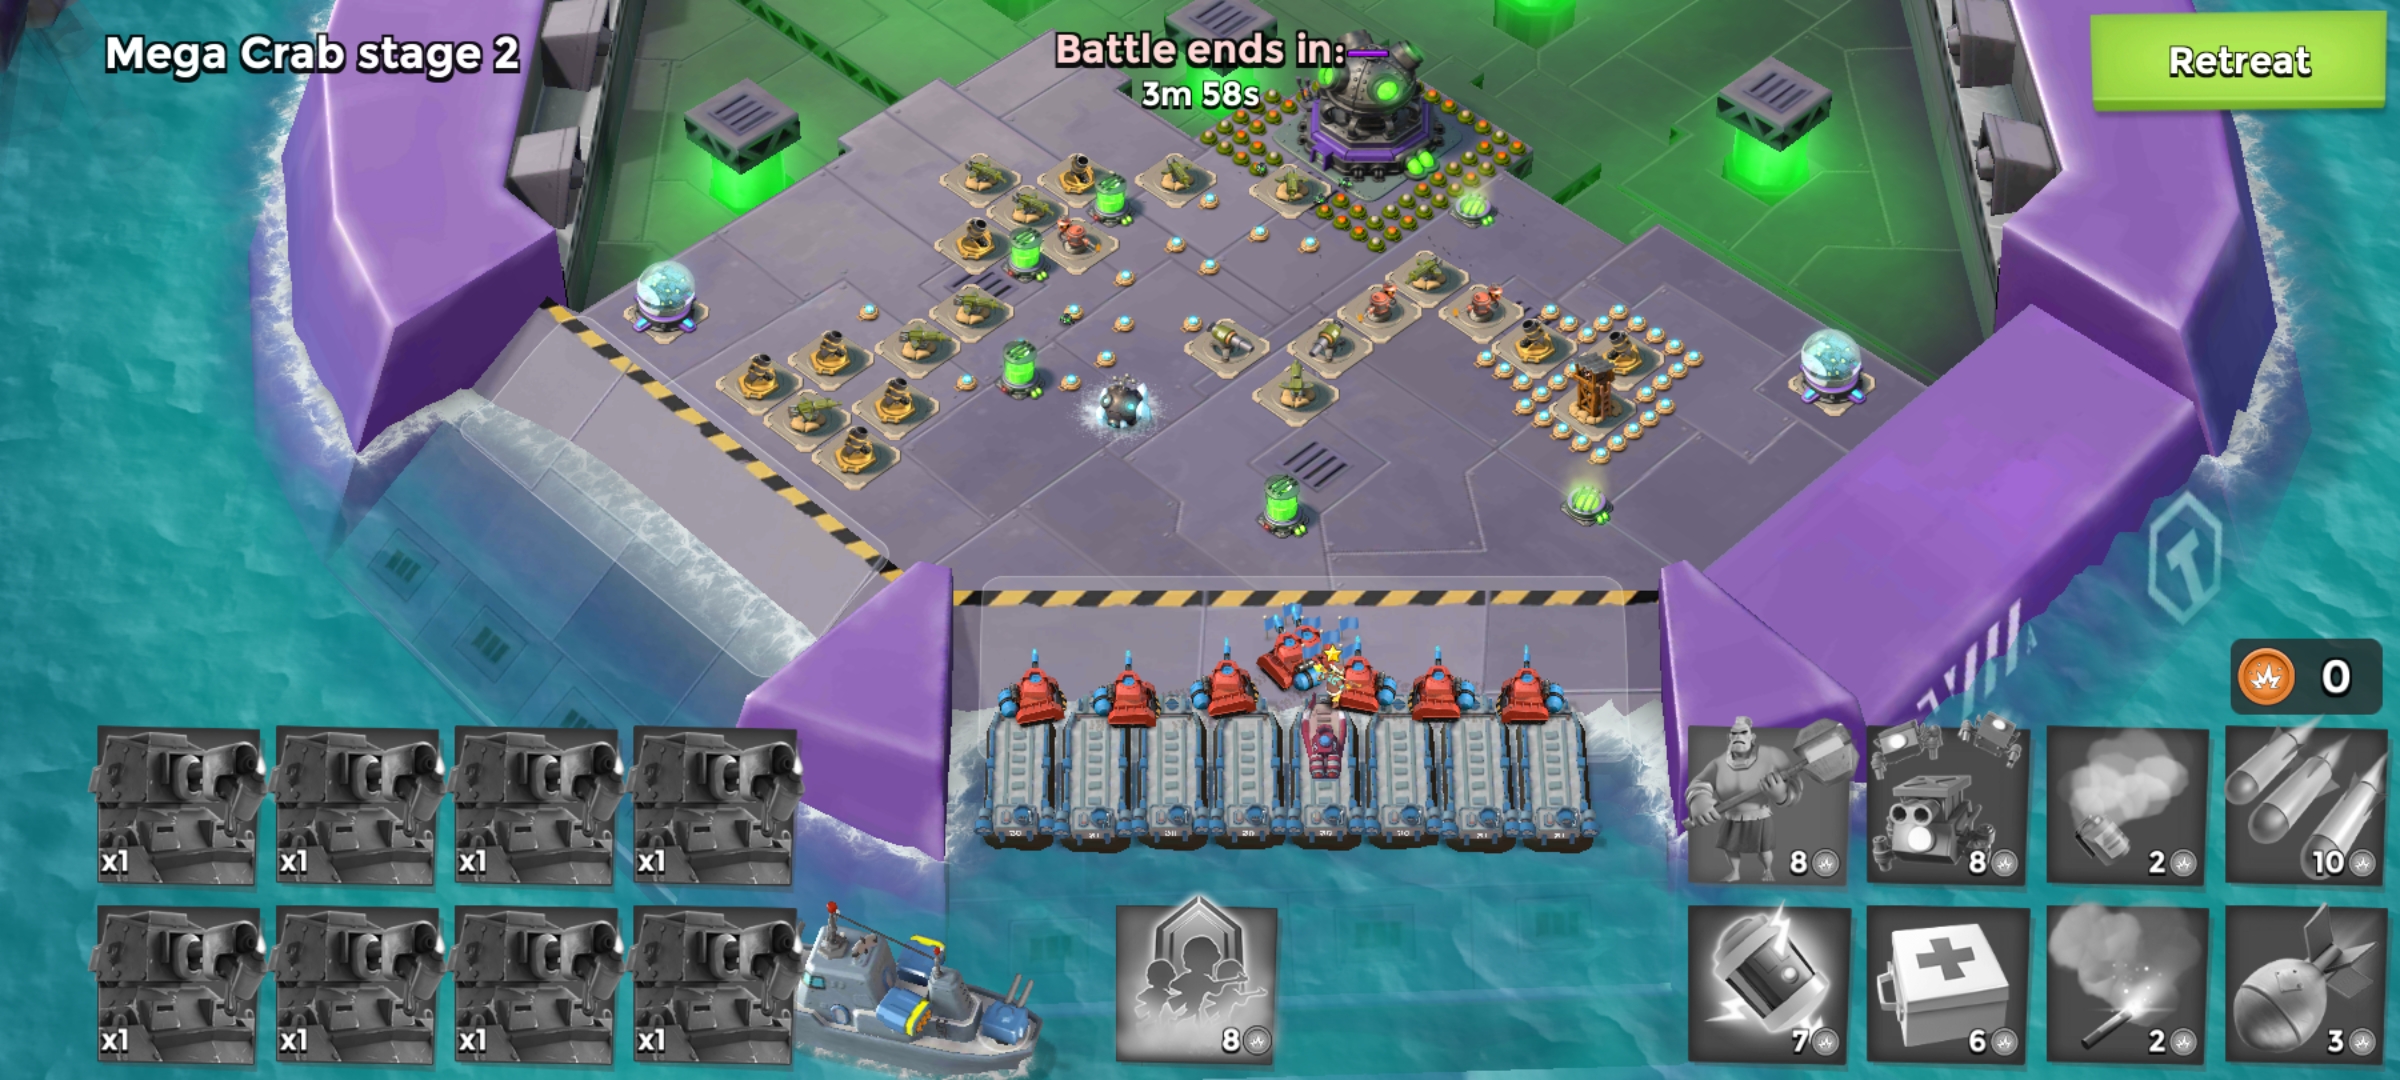 Mega Crab stage 2
Battle ends in:
3m 58s
Retreat
0
x1
x1
x1
x1
8
8
2
10
x1
x1
x1
x1
8
7
6
2
3